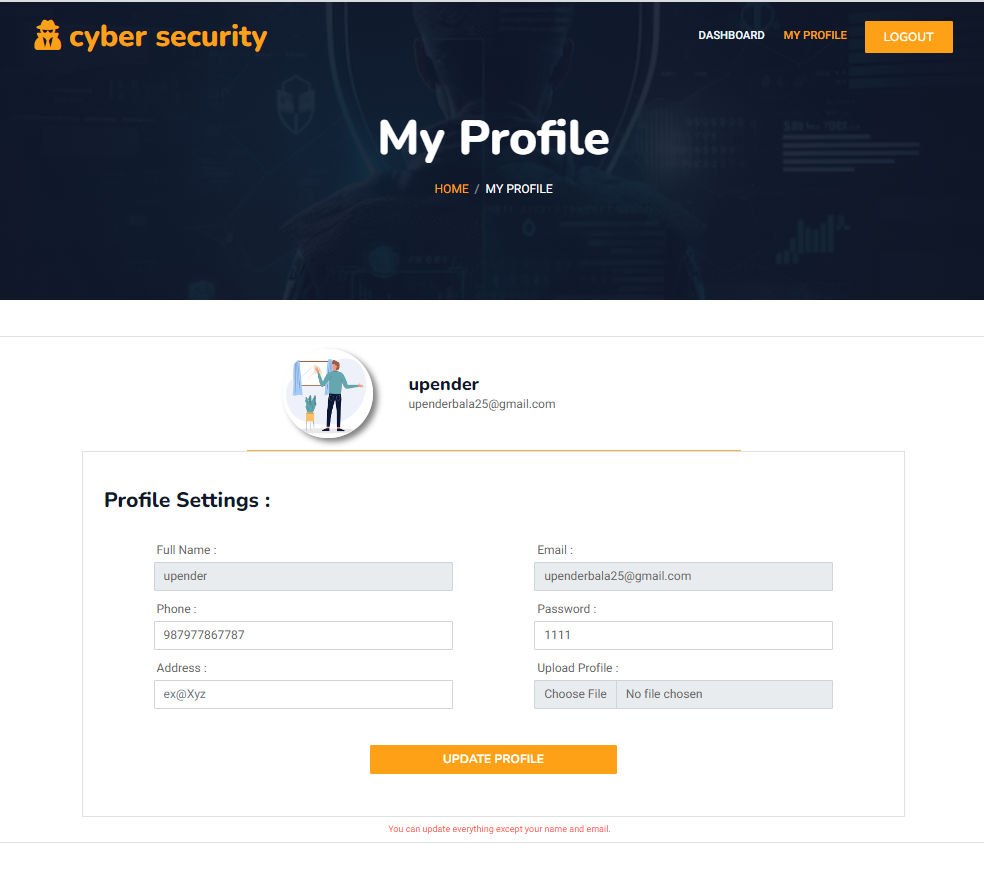 cyber security
DASHBOARD
MY PROFILE
LOGOUT
My Profile
HOME / MY PROFILE
upender
upenderbala25@gmail.com
Profile Settings :
Full Name :
upender
Email :
upenderbala25@gmail.com
Phone :
987977867787
Password :
1111
Address :
ex@Xyz
Upload Profile :
Choose File No file chosen
UPDATE PROFILE
You can update everything except your name and email.